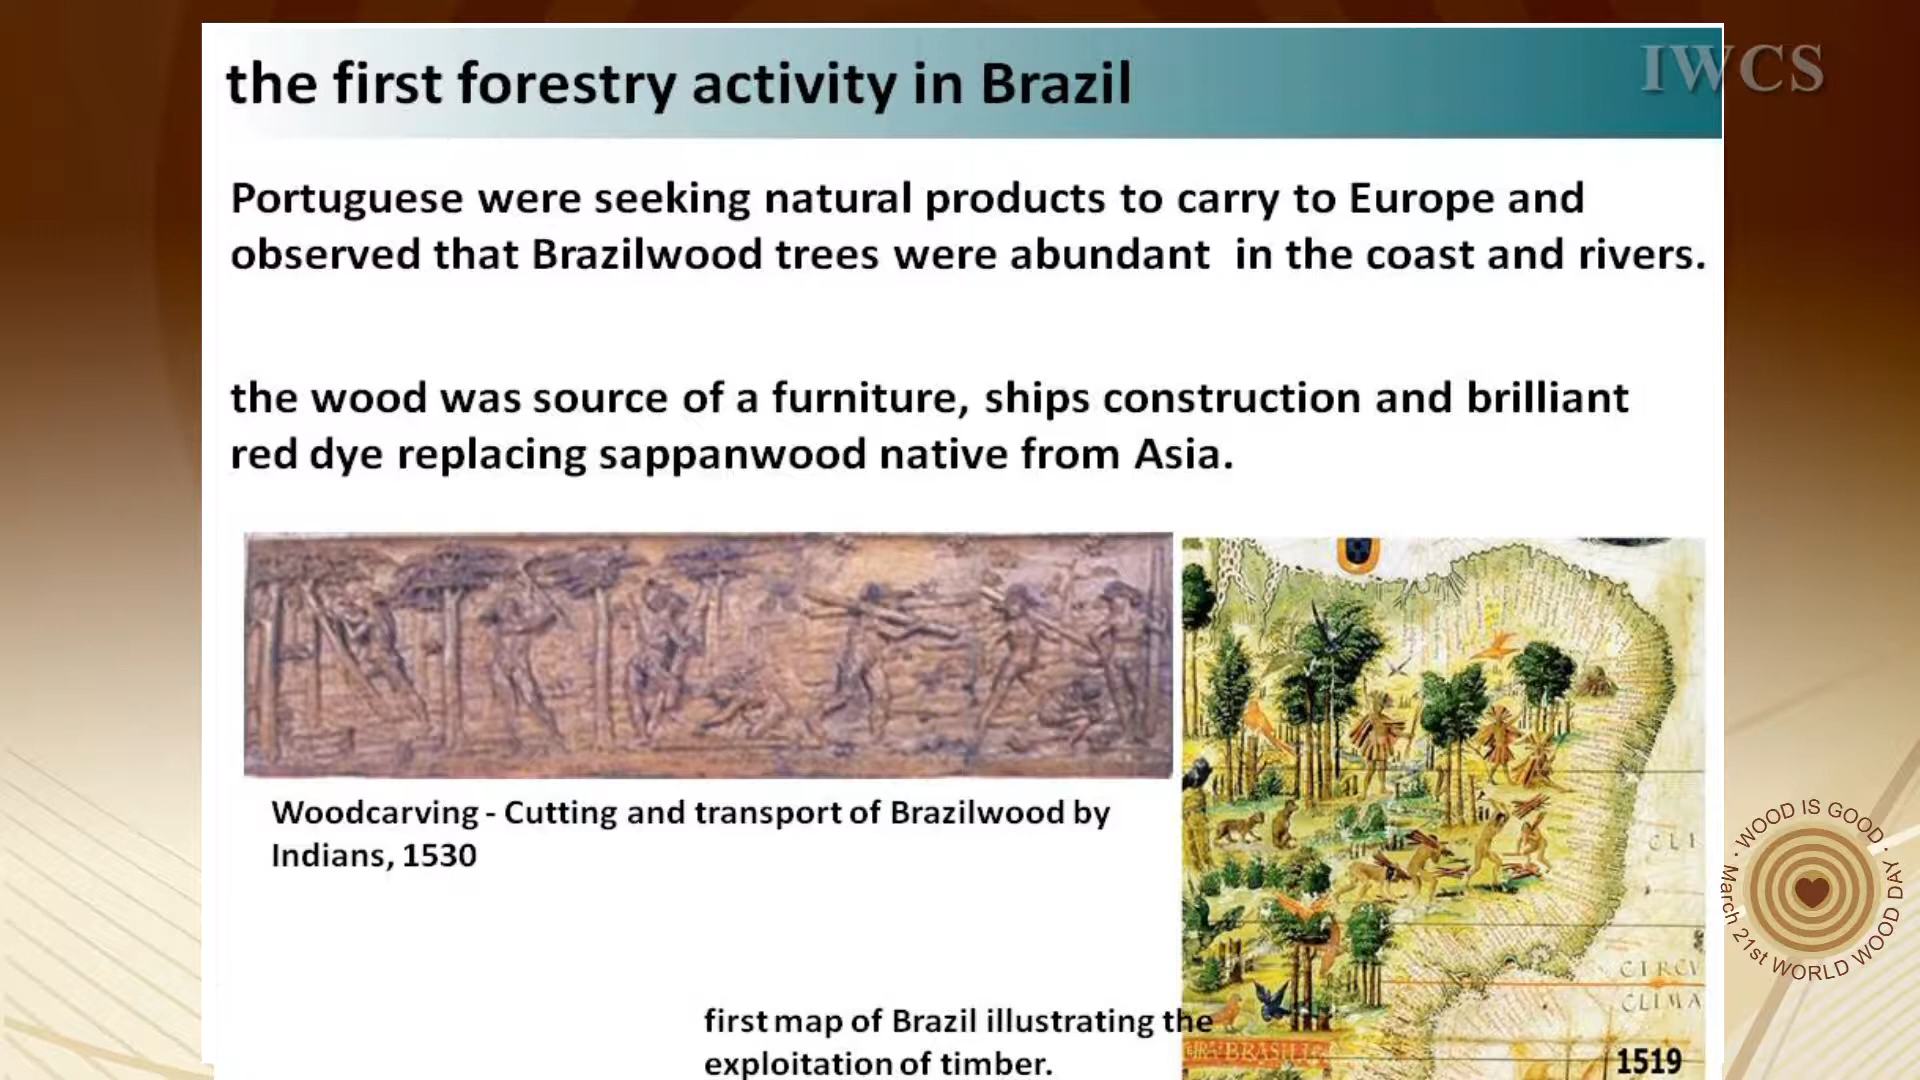 the first forestry activity in Brazil
IWCS
Portuguese were seeking natural products to carry to Europe and
observed that Brazilwood trees were abundant in the coast and rivers.
the wood was source of a furniture, ships construction and brilliant
red dye replacing sappanwood native from Asia.
Woodcarving - Cutting and transport of Brazilwood by
Indians, 1530
CLI
CIRCV
CLIMA
first map of Brazil illustrating the
exploitation of timber.
1519
· WOOD IS GOOD ·
March 21st WORLD WOOD DAY